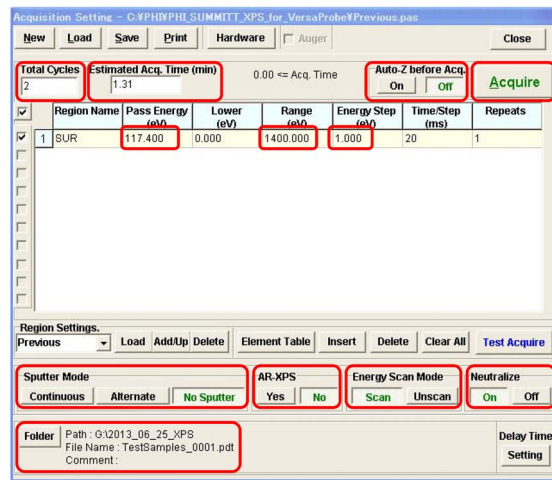 Acquisition Setting - C:¥PHI¥PHI_SUMMITT_XPS_for_VersaProbe¥Previous.pas
New Load Save Print Hardware Auger Close
Total Cycles Estimated Acq. Time (min) 0.00 <= Acq. Time Auto-Z before Acq.
2 1.31 On Off Acquire
Region Name Pass Energy (eV) Lower (eV) Range (eV) Energy Step (eV) Time/Step (ms) Repeats
1 SUR 117.400 0.000 1400.000 1.000 20 1
Region Settings.
Previous Load Add/Up Delete Element Table Insert Delete Clear All Test Acquire
Sputter Mode AR-XPS Energy Scan Mode Neutralize
Continuous Alternate No Sputter Yes No Scan Unscan On Off
Folder Path : G:\2013_06_25_XPS Delay Time
File Name : TestSamples_0001.pdt Setting
Comment :